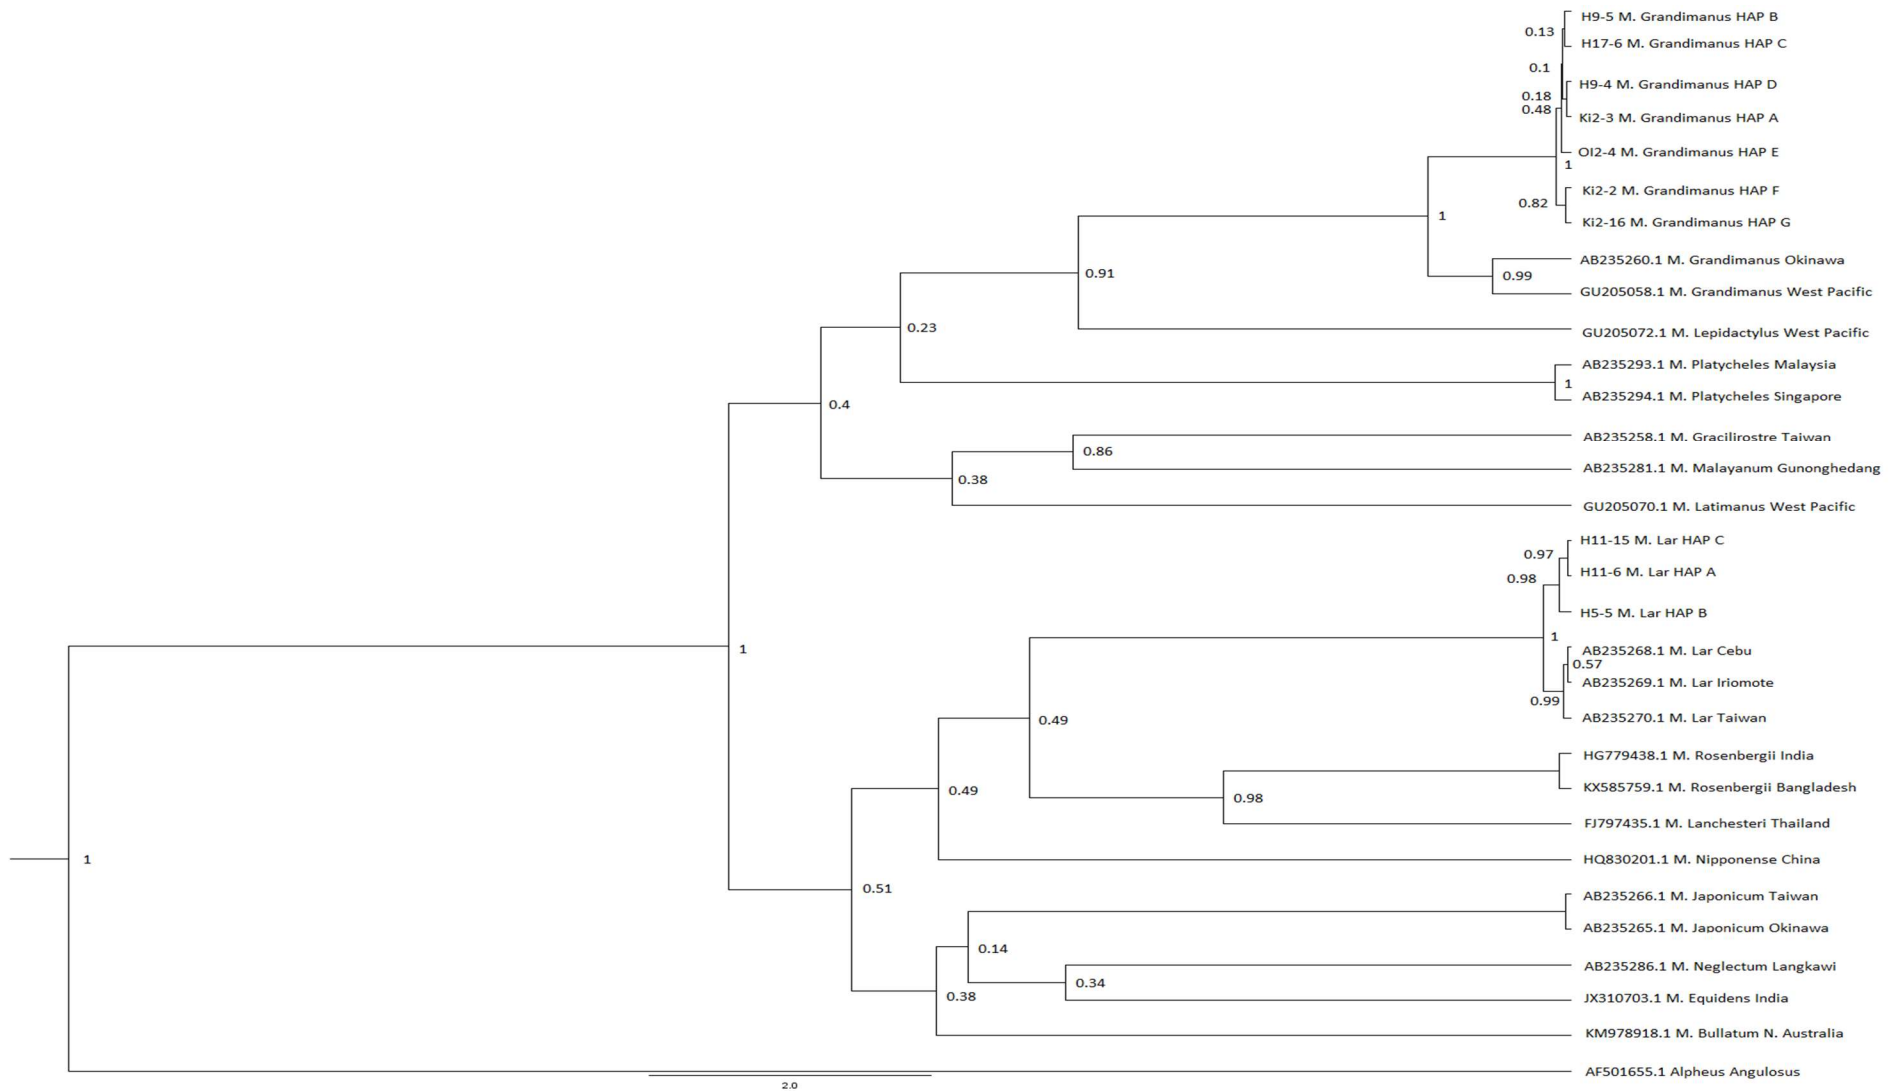 H9-5 M. Grandimanus HAP B
0.13
H17-6 M. Grandimanus HAP C
0.1
H9-4 M. Grandimanus HAP D
0.18
0.48
Ki2-3 M. Grandimanus HAP A
OI2-4 M. Grandimanus HAP E
1
Ki2-2 M. Grandimanus HAP F
0.82
1
Ki2-16 M. Grandimanus HAP G
AB235260.1 M. Grandimanus Okinawa
0.91
0.99
GU205058.1 M. Grandimanus West Pacific
0.23
GU205072.1 M. Lepidactylus West Pacific
AB235293.1 M. Platycheles Malaysia
1
AB235294.1 M. Platycheles Singapore
0.4
AB235258.1 M. Gracilirostre Taiwan
0.86
AB235281.1 M. Malayanum Gunonghedang
0.38
GU205070.1 M. Latimanus West Pacific
H11-15 M. Lar HAP C
0.97
H11-6 M. Lar HAP A
0.98
H5-5 M. Lar HAP B
1
1
AB235268.1 M. Lar Cebu
0.57
AB235269.1 M. Lar Iriomote
0.99
AB235270.1 M. Lar Taiwan
0.49
HG779438.1 M. Rosenbergii India
0.49
KX585759.1 M. Rosenbergii Bangladesh
0.98
FJ797435.1 M. Lanchesteri Thailand
1
HQ830201.1 M. Nipponense China
0.51
AB235266.1 M. Japonicum Taiwan
AB235265.1 M. Japonicum Okinawa
0.14
AB235286.1 M. Neglectum Langkawi
0.34
0.38
JX310703.1 M. Equidens India
KM978918.1 M. Bullatum N. Australia
AF501655.1 Alpheus Angulosus
2.0